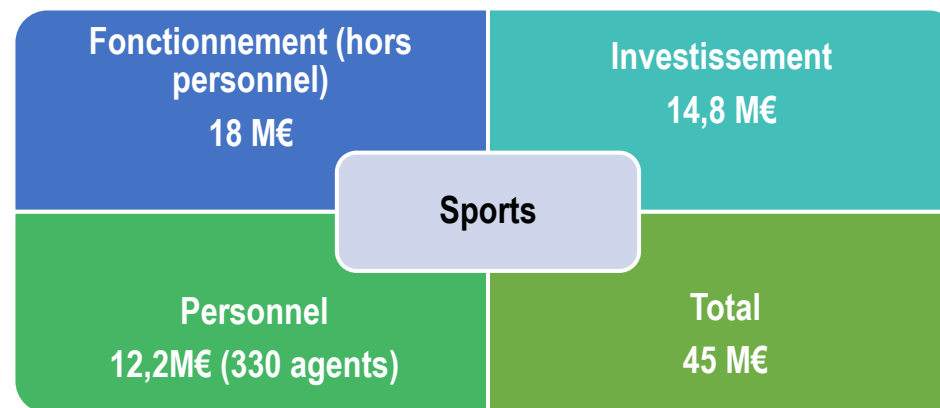 Fonctionnement (hors
personnel)
18 M€
Investissement
14,8 M€
Sports
Personnel
12,2M€ (330 agents)
Total
45 M€